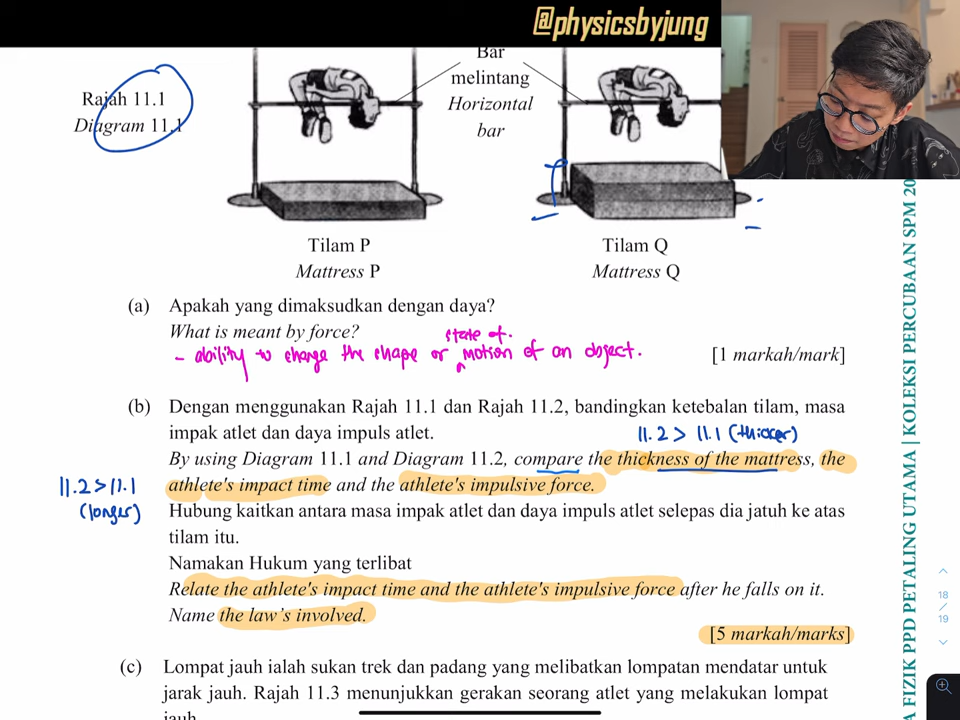 @physicsbyjung
Rajah 11.1
Diagram 11.1
Bar
melintang
Horizontal
bar
Tilam P
Mattress P
Tilam Q
Mattress Q
(a) Apakah yang dimaksudkan dengan daya?
What is meant by force?
state of
- ability to change the shape or motion of an object.
[1 markah/mark]
(b) Dengan menggunakan Rajah 11.1 dan Rajah 11.2, bandingkan ketebalan tilam, masa
impak atlet dan daya impuls atlet.
11.2 > 11.1 (thicker)
By using Diagram 11.1 and Diagram 11.2, compare the thickness of the mattress, the
athlete's impact time and the athlete's impulsive force.
11.2 > 11.1
(longer)
Hubung kaitkan antara masa impak atlet dan daya impuls atlet selepas dia jatuh ke atas
tilam itu.
Namakan Hukum yang terlibat
Relate the athlete's impact time and the athlete's impulsive force after he falls on it.
Name the law's involved.
[5 markah/marks]
(c) Lompat jauh ialah sukan trek dan padang yang melibatkan lompatan mendatar untuk
jarak jauh. Rajah 11.3 menunjukkan gerakan seorang atlet yang melakukan lompat
jauh.
A FIZIK PPD PETALING UTAMA | KOLEKSI PERCUBAAN SPM 20
18
/
19